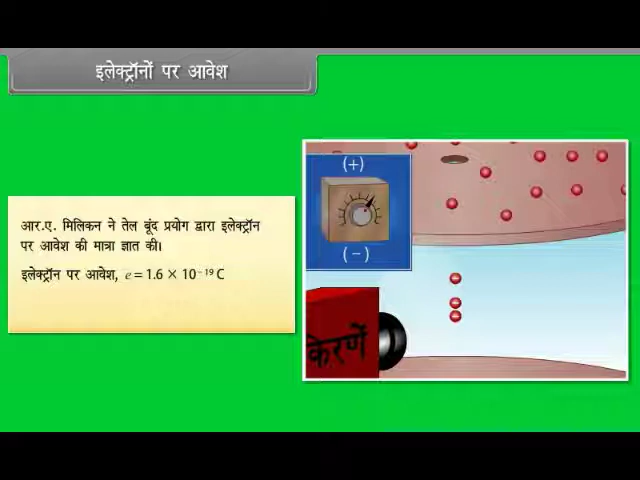 इलेक्ट्रॉनों पर आवेश
आर.ए. मिलिकन ने तेल बूंद प्रयोग द्वारा इलेक्ट्रॉन
पर आवेश की मात्रा ज्ञात की।
इलेक्ट्रॉन पर आवेश, e = 1.6 × 10⁻¹⁹ C
(+)
(−)
किरणें